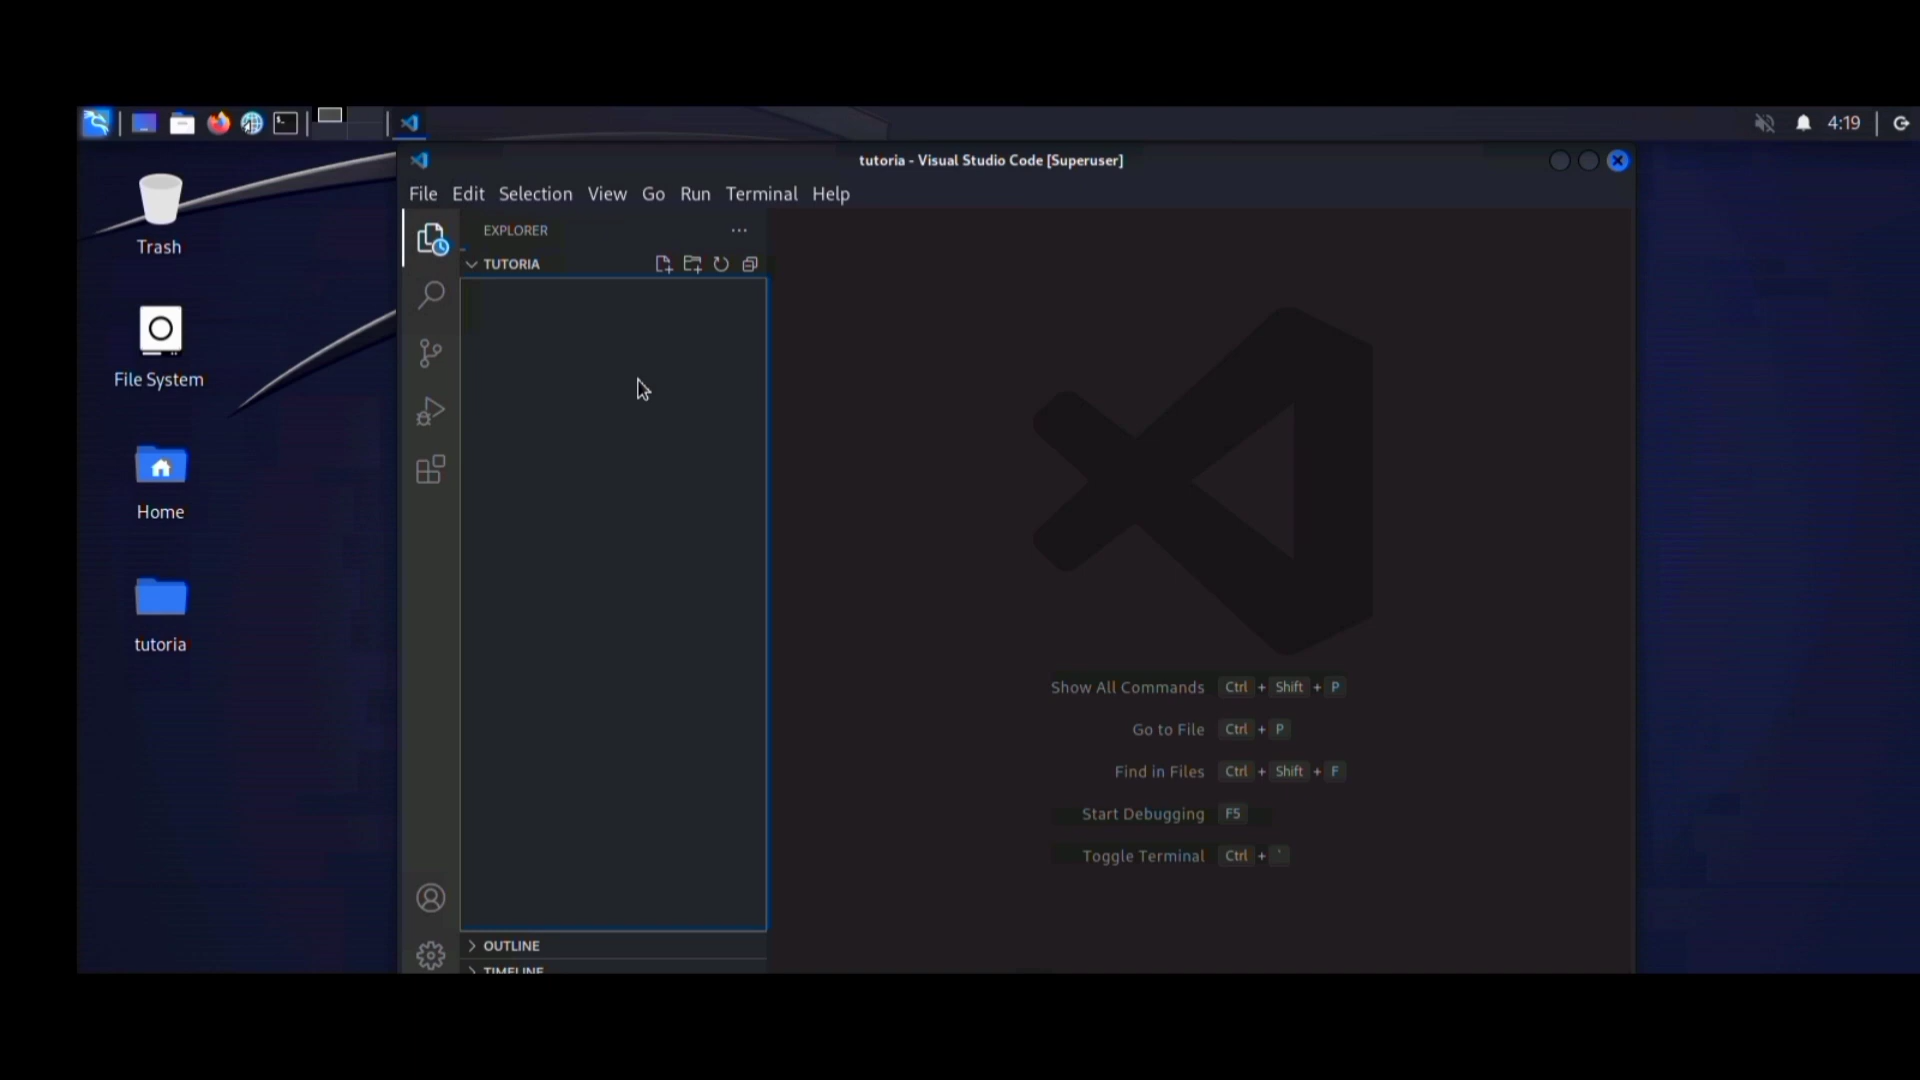 4:19
tutoria - Visual Studio Code [Superuser]
File Edit Selection View Go Run Terminal Help
Trash
File System
Home
tutoria
EXPLORER
TUTORIA
Show All Commands Ctrl + Shift + P
Go to File Ctrl + P
Find in Files Ctrl + Shift + F
Start Debugging F5
Toggle Terminal Ctrl + `
OUTLINE
TIMELINE